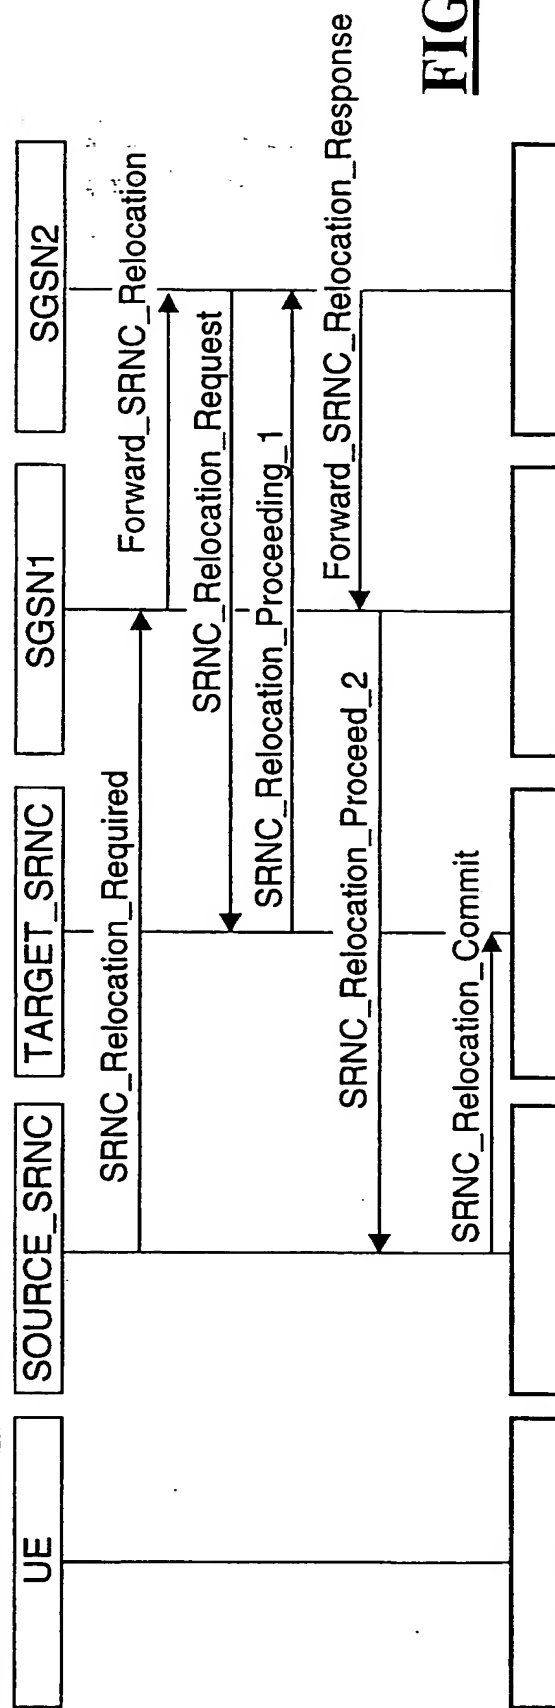 UE
SOURCE_SRNC
TARGET_SRNC
SGSN1
SGSN2
SRNC_Relocation_Required
Forward_SRNC_Relocation
SRNC_Relocation_Request
SRNC_Relocation_Proceeding_1
Forward_SRNC_Relocation_Response
SRNC_Relocation_Proceed_2
SRNC_Relocation_Commit
FIG